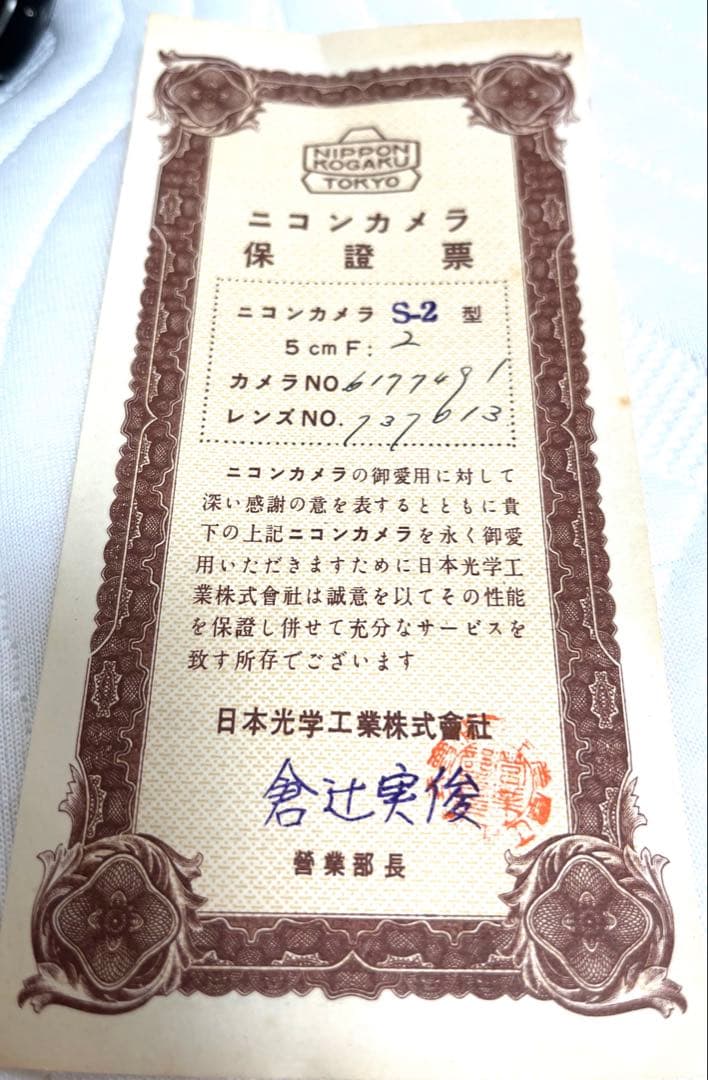 NIPPON
KOGAKU
TOKYO
ニコンカメラ
保證票
ニコンカメラ S-2 型
5cm F: 2
カメラNO. 6177491
レンズNO. 737613
ニコンカメラの御愛用に対して
深い感謝の意を表するとともに貴
下の上記ニコンカメラを永く御愛
用いただきますために日本光学工
業株式會社は誠意を以てその性能
を保證し併せて充分なサービスを
致す所存でございます
日本光学工業株式會社
倉辻実俊
營業部長